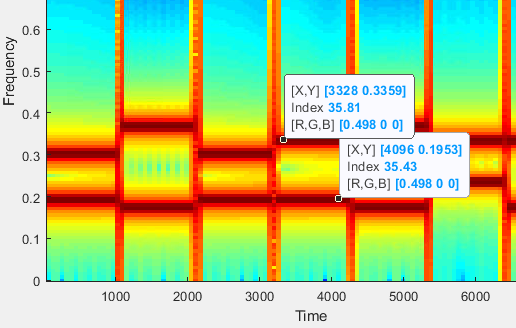 0.6
0.5
[X,Y] [3328 0.3359]
Index 35.81
[R,G,B] [0.498 0 0]
0.4
[X,Y] [4096 0.1953]
Index 35.43
[R,G,B] [0.498 0 0]
0.3
0.2
0.1
0
Frequency
1000 2000 3000 4000 5000 6000
Time